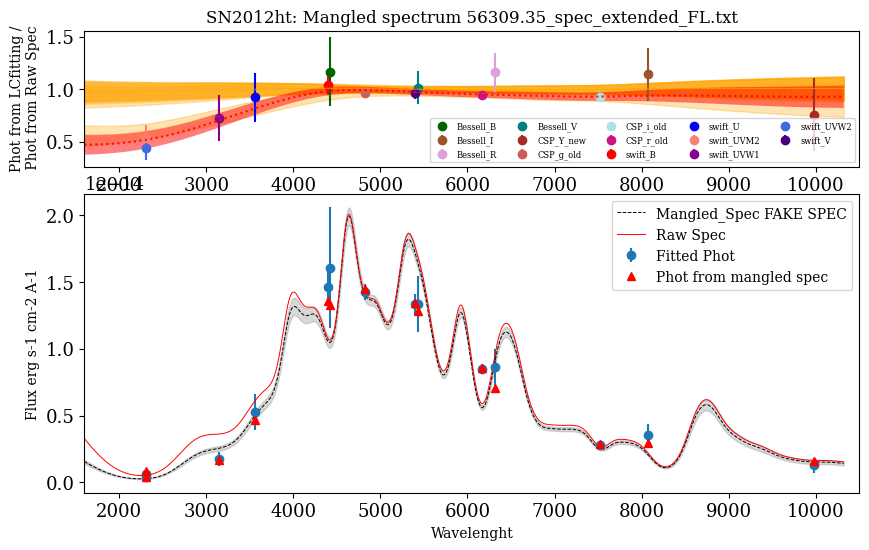 SN2012ht: Mangled spectrum 56309.35_spec_extended_FL.txt
Phot from LCfitting /
Phot from Raw Spec
1.5
1.0
0.5
Bessell_B Bessell_V CSP_i_old swift_U swift_UVW2
Bessell_I CSP_Y_new CSP_r_old swift_UVM2 swift_V
Bessell_R CSP_g_old swift_B swift_UVW1
2000 3000 4000 5000 6000 7000 8000 9000 10000
1e−14
Flux erg s-1 cm-2 A-1
2.0
1.5
1.0
0.5
0.0
Mangled_Spec FAKE SPEC
Raw Spec
Fitted Phot
Phot from mangled spec
2000 3000 4000 5000 6000 7000 8000 9000 10000
Wavelenght